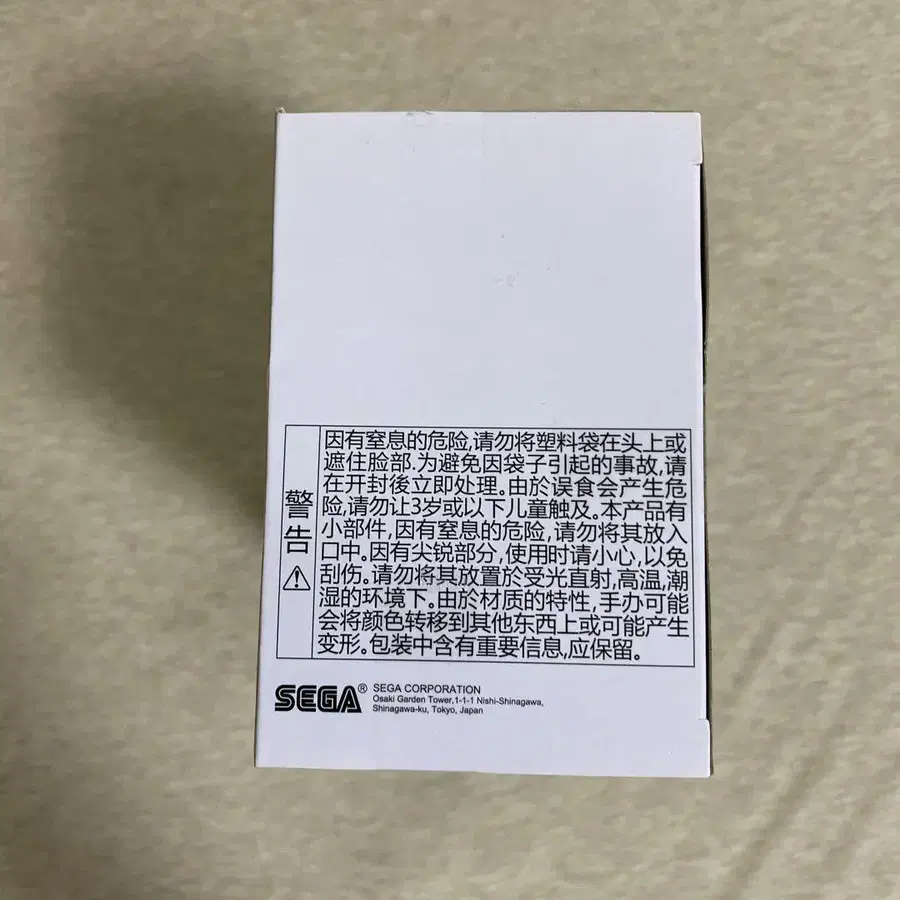 警告
因有窒息的危险,请勿将塑料袋在头上或
遮住脸部.为避免因袋子引起的事故,请
在开封後立即处理。由於误食会产生危
险,请勿让3岁或以下儿童触及。本产品有
小部件,因有窒息的危险,请勿将其放入
口中。因有尖锐部分,使用时请小心,以免
刮伤。请勿将其放置於受光直射,高温,潮
湿的环境下。由於材质的特性,手办可能
会将颜色转移到其他东西上或可能产生
变形。包装中含有重要信息,应保留。
SEGA® SEGA CORPORATION
Osaki Garden Tower,1-1-1 Nishi-Shinagawa,
Shinagawa-ku, Tokyo, Japan